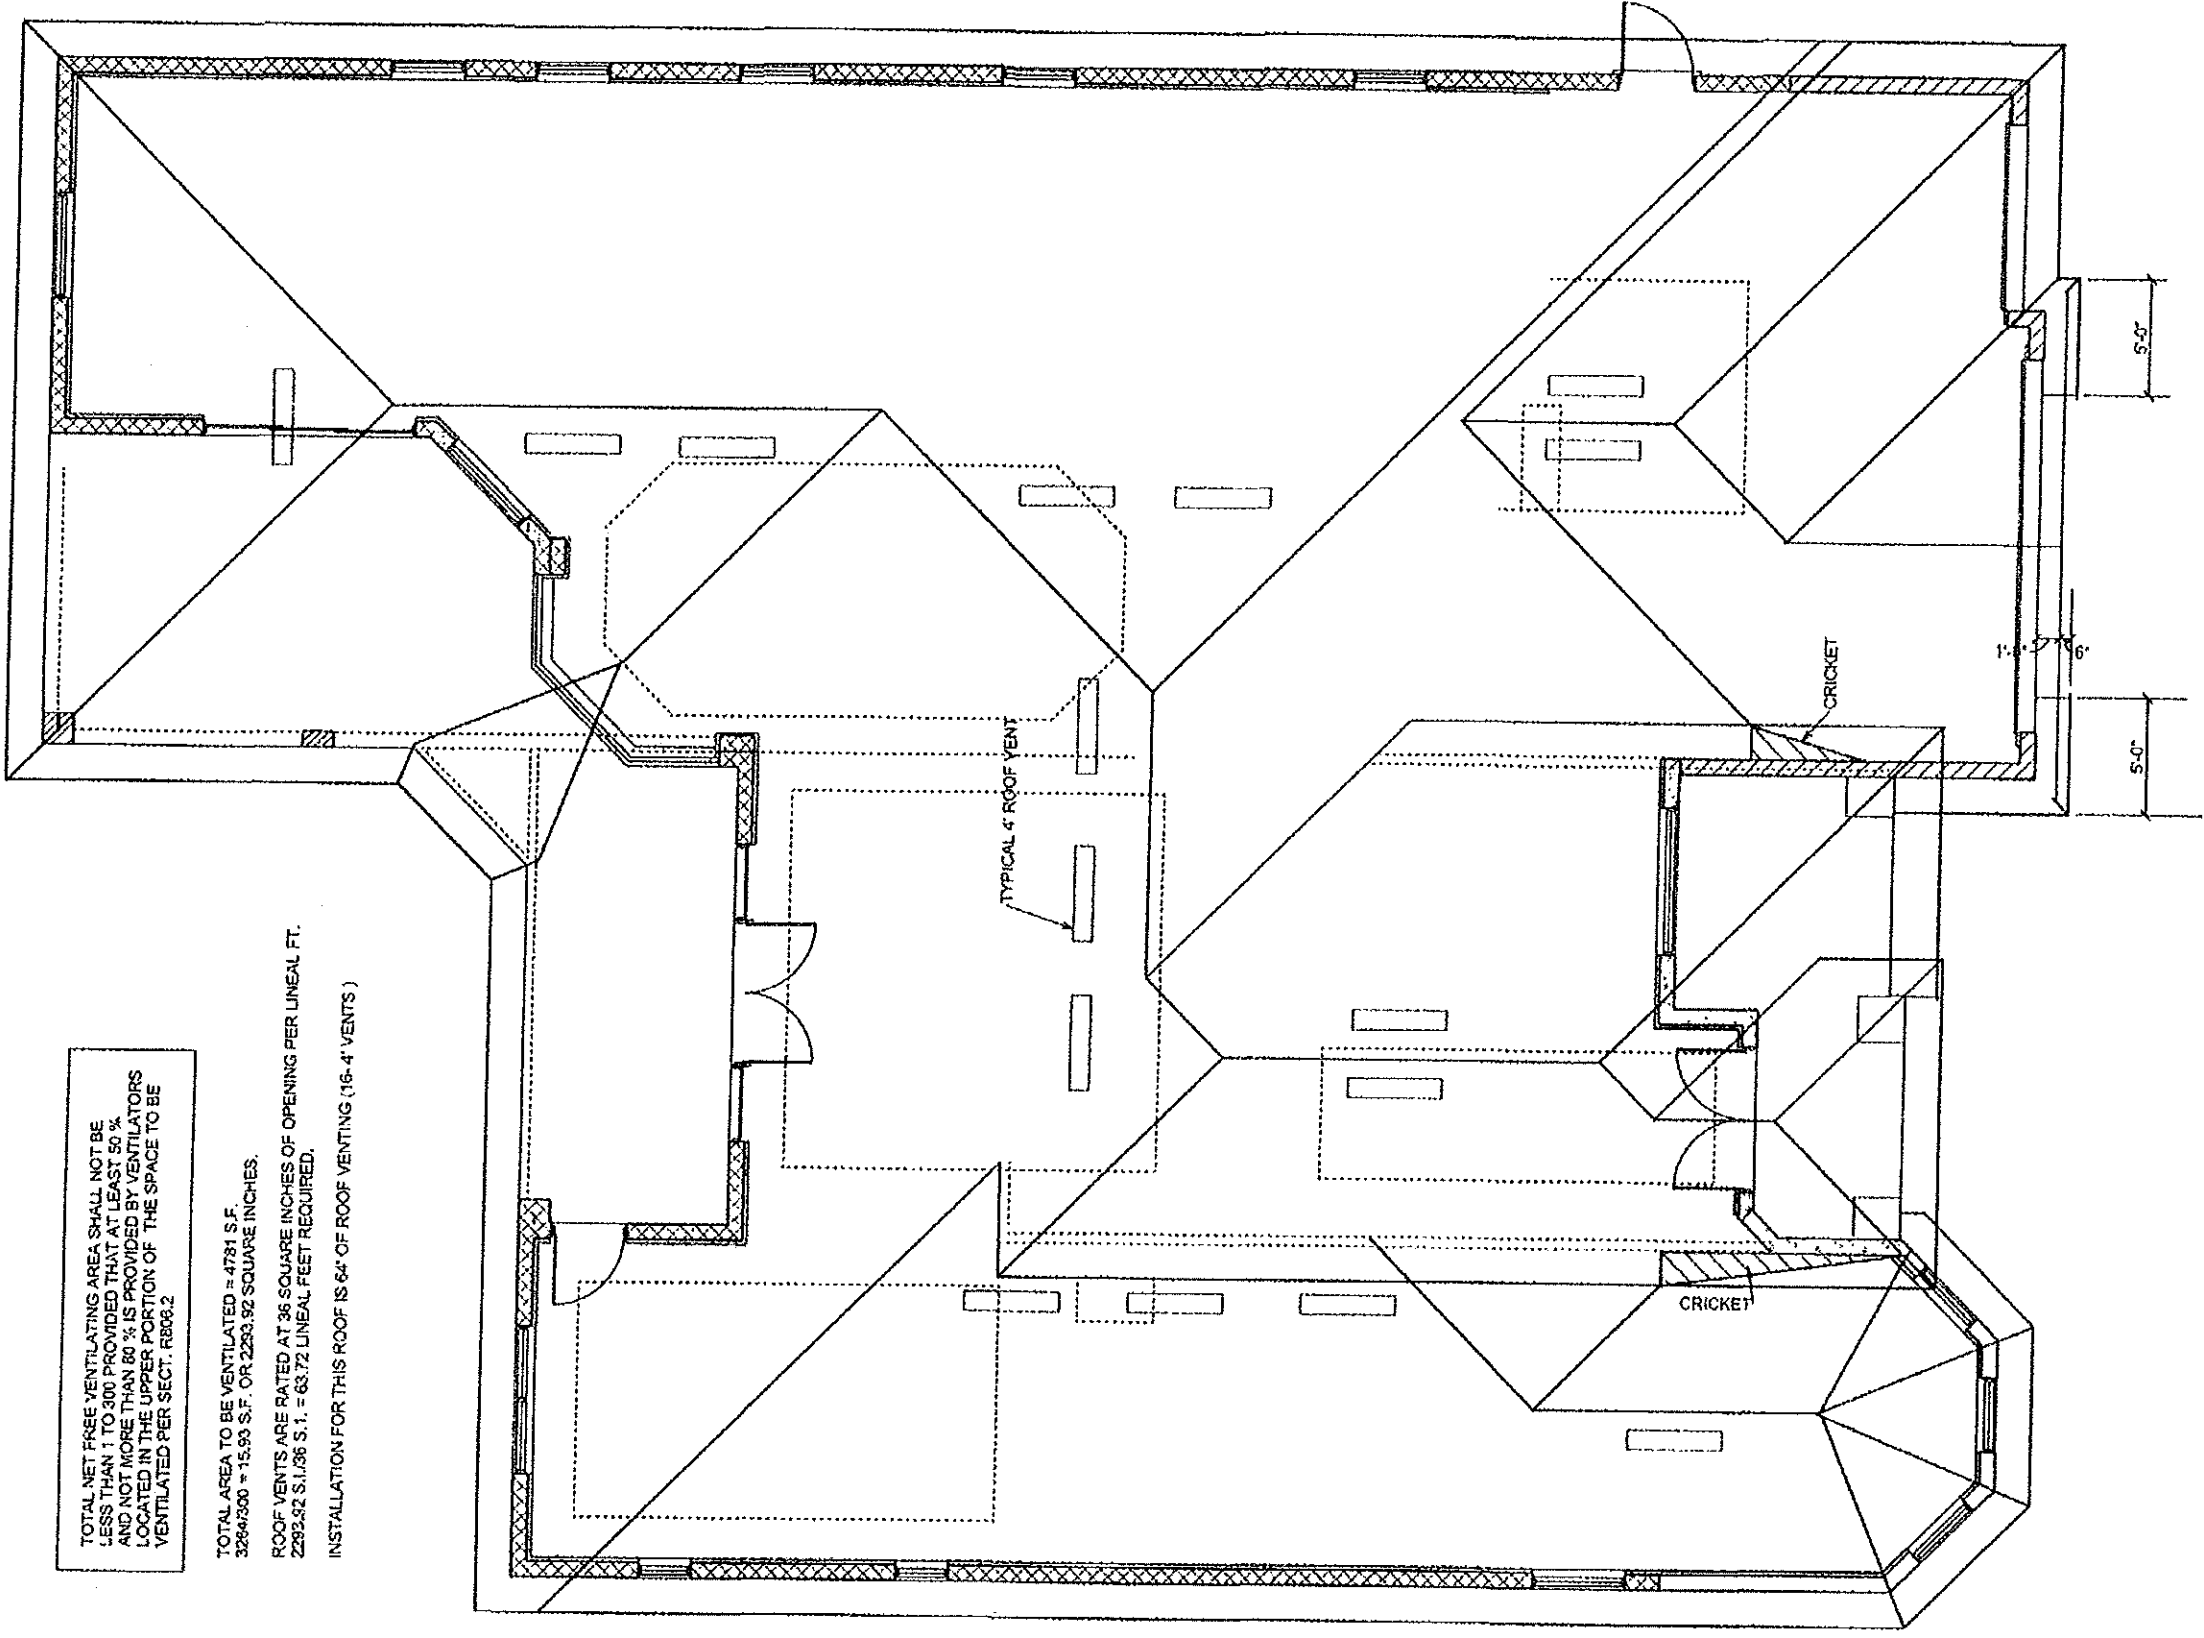 TOTAL NET FREE VENTILATING AREA SHALL NOT BE
LESS THAN 1 TO 300 PROVIDED THAT AT LEAST 50 %
AND NOT MORE THAN 80 % IS PROVIDED BY VENTILATORS
LOCATED IN THE UPPER PORTION OF THE SPACE TO BE
VENTILATED PER SECT. R806.2
TOTAL AREA TO BE VENTILATED = 4781 S.F.
3264/300 = 15.93 S.F. OR 2293.92 SQUARE INCHES.
ROOF VENTS ARE RATED AT 36 SQUARE INCHES OF OPENING PER LINEAL FT.
2293.92 S.I./36 S.I. = 63.72 LINEAL FEET REQUIRED.
INSTALLATION FOR THIS ROOF IS 64' OF ROOF VENTING (16-4' VENTS)
TYPICAL 4' ROOF VENT
CRICKET
CRICKET
5'-0"
5'-0"
6"